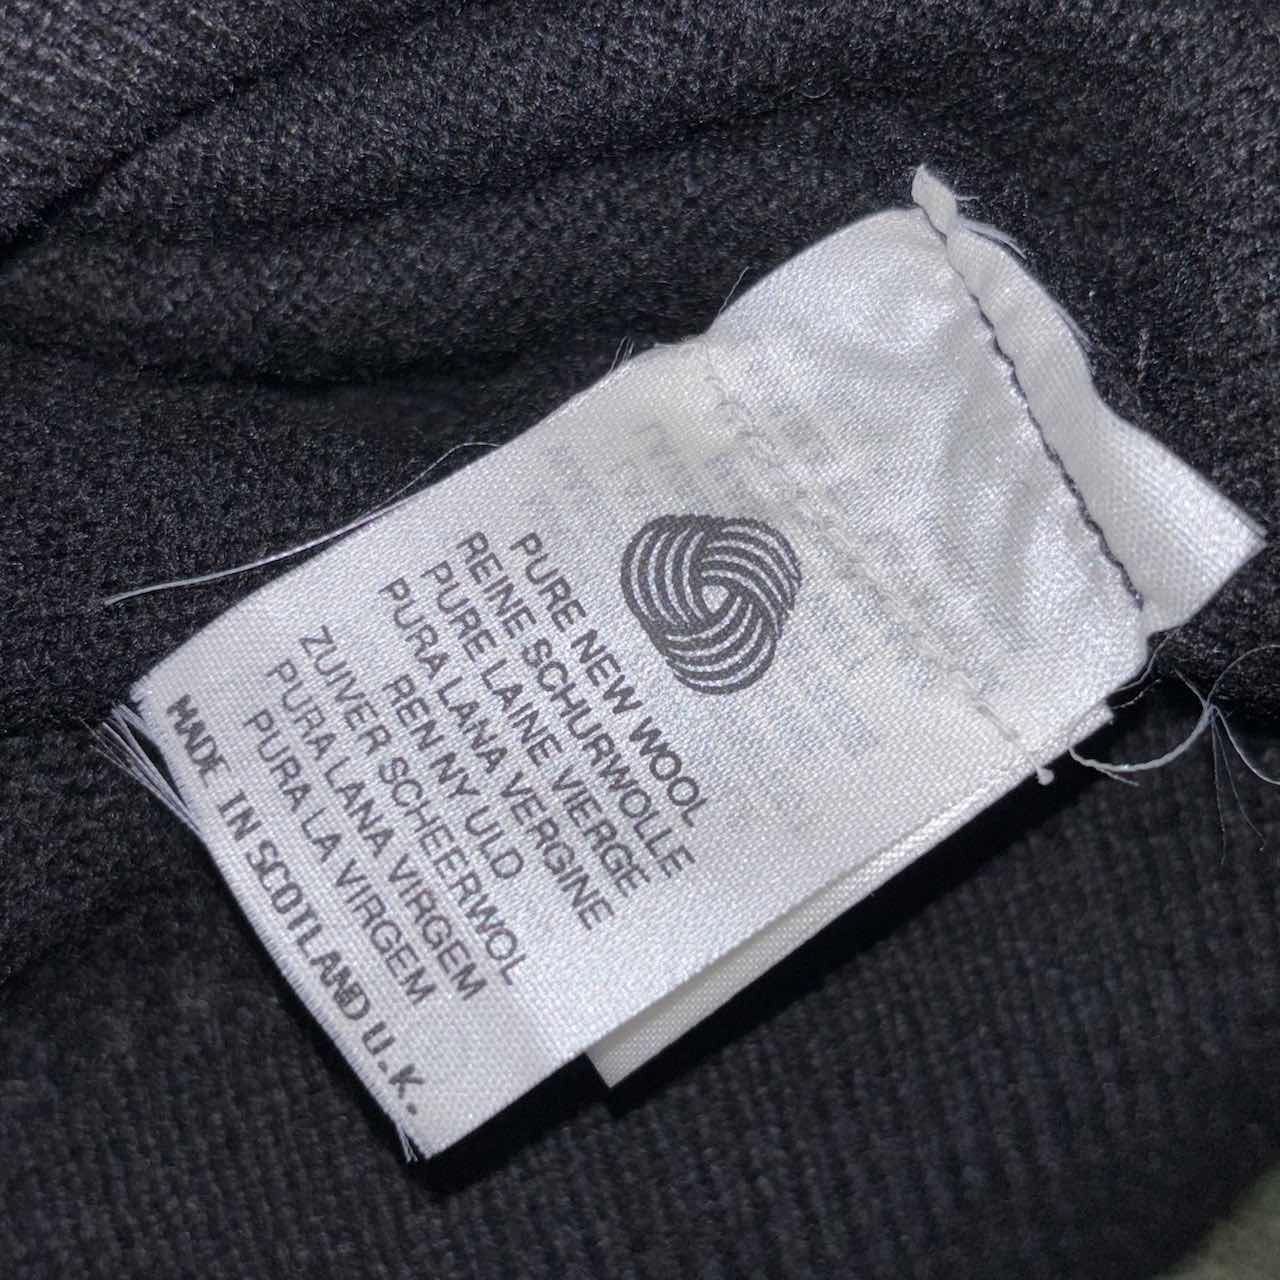 PURE NEW WOOL
REINE SCHURWOLLE
PURE LAINE VIERGE
PURA LANA VERGINE
REN NY ULD
ZUIVER SCHEERWOL
PURA LANA VIRGEM
PURA LA VIRGEM
MADE IN SCOTLAND U.K.